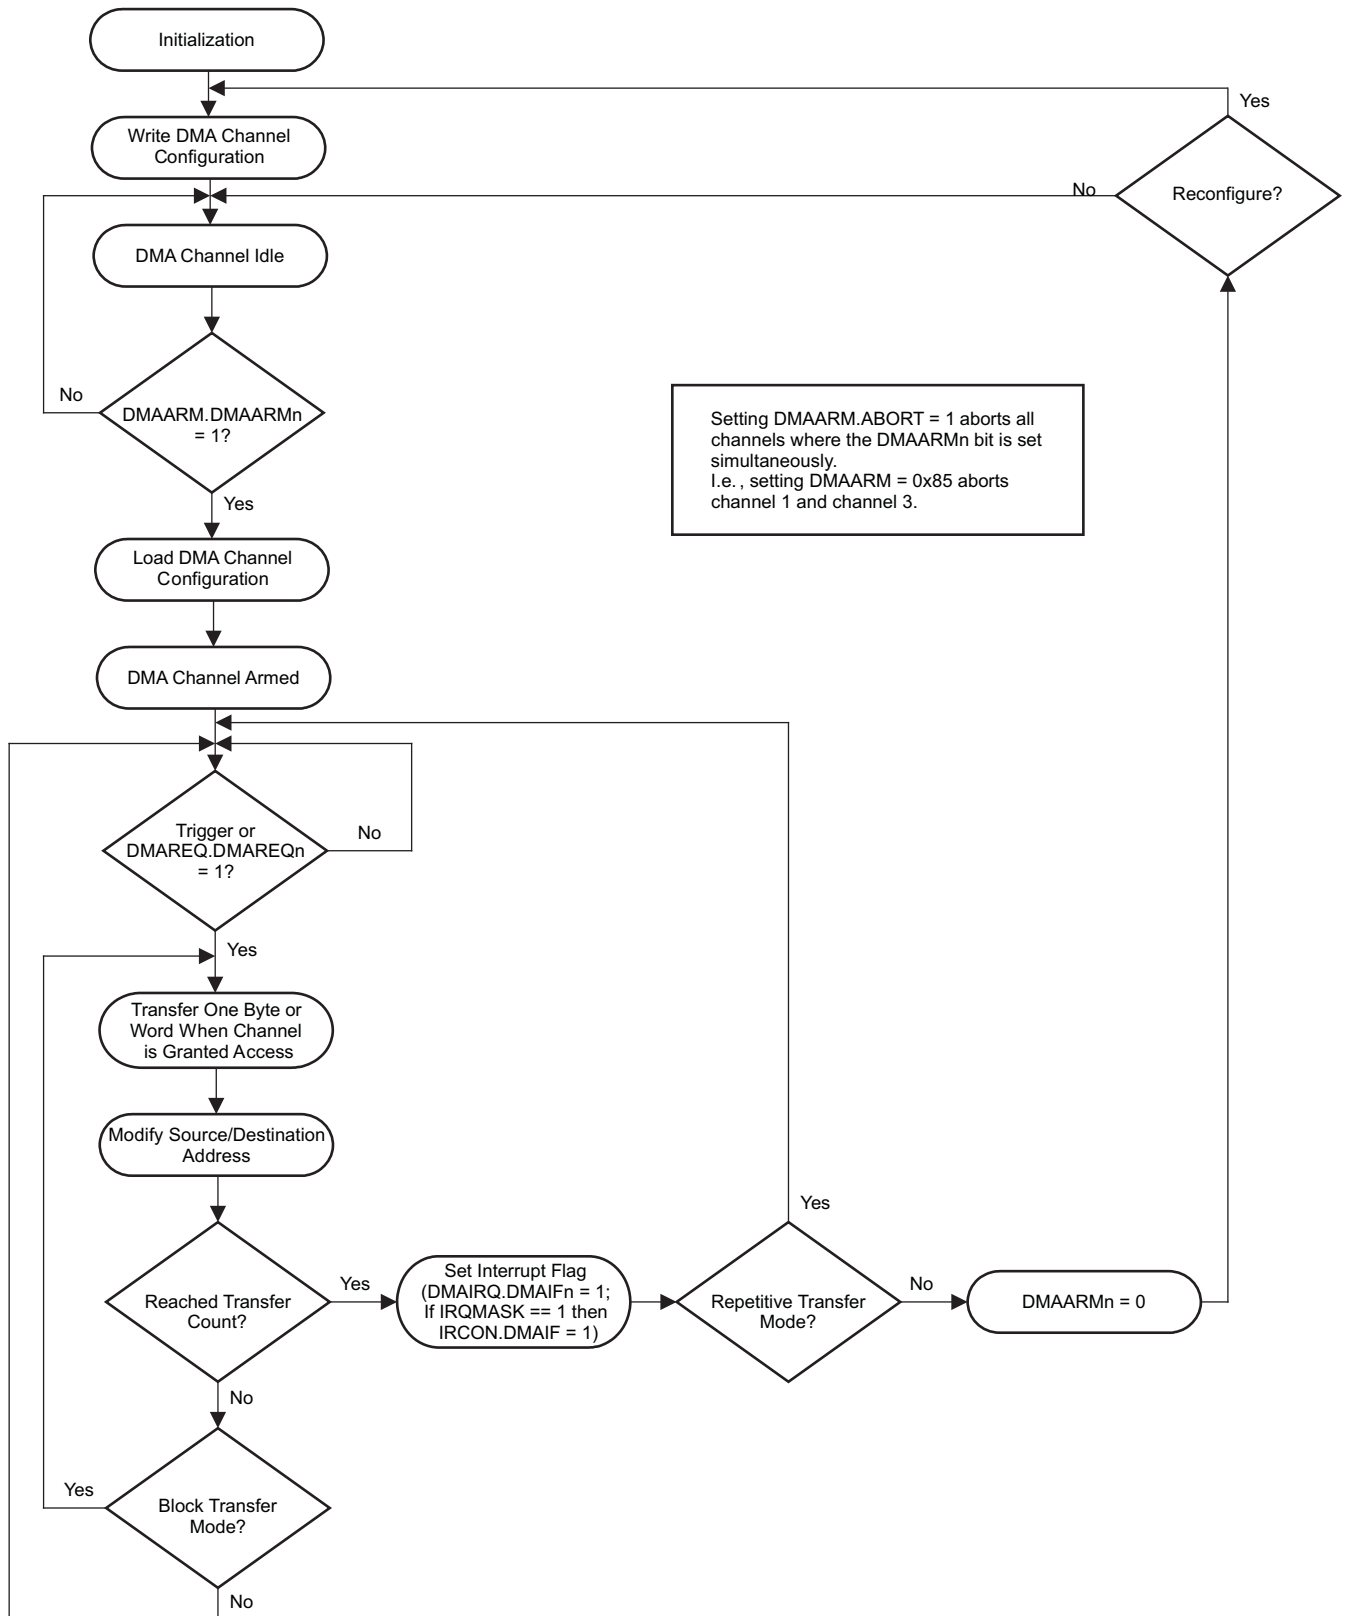 Initialization
Yes
Write DMA Channel
Configuration
No
Reconfigure?
DMA Channel Idle
No
DMAARM.DMAARMn
= 1?
Setting DMAARM.ABORT = 1 aborts all
channels where the DMAARMn bit is set
simultaneously.
I.e., setting DMAARM = 0x85 aborts
channel 1 and channel 3.
Yes
Load DMA Channel
Configuration
DMA Channel Armed
Trigger or
DMAREQ.DMAREQn
= 1?
No
Yes
Transfer One Byte or
Word When Channel
is Granted Access
Modify Source/Destination
Address
Reached Transfer
Count?
Yes
Set Interrupt Flag
(DMAIRQ.DMAIFn = 1;
If IRQMASK == 1 then
IRCON.DMAIF = 1)
Yes
Repetitive Transfer
Mode?
No
DMAARMn = 0
No
Yes
Block Transfer
Mode?
No